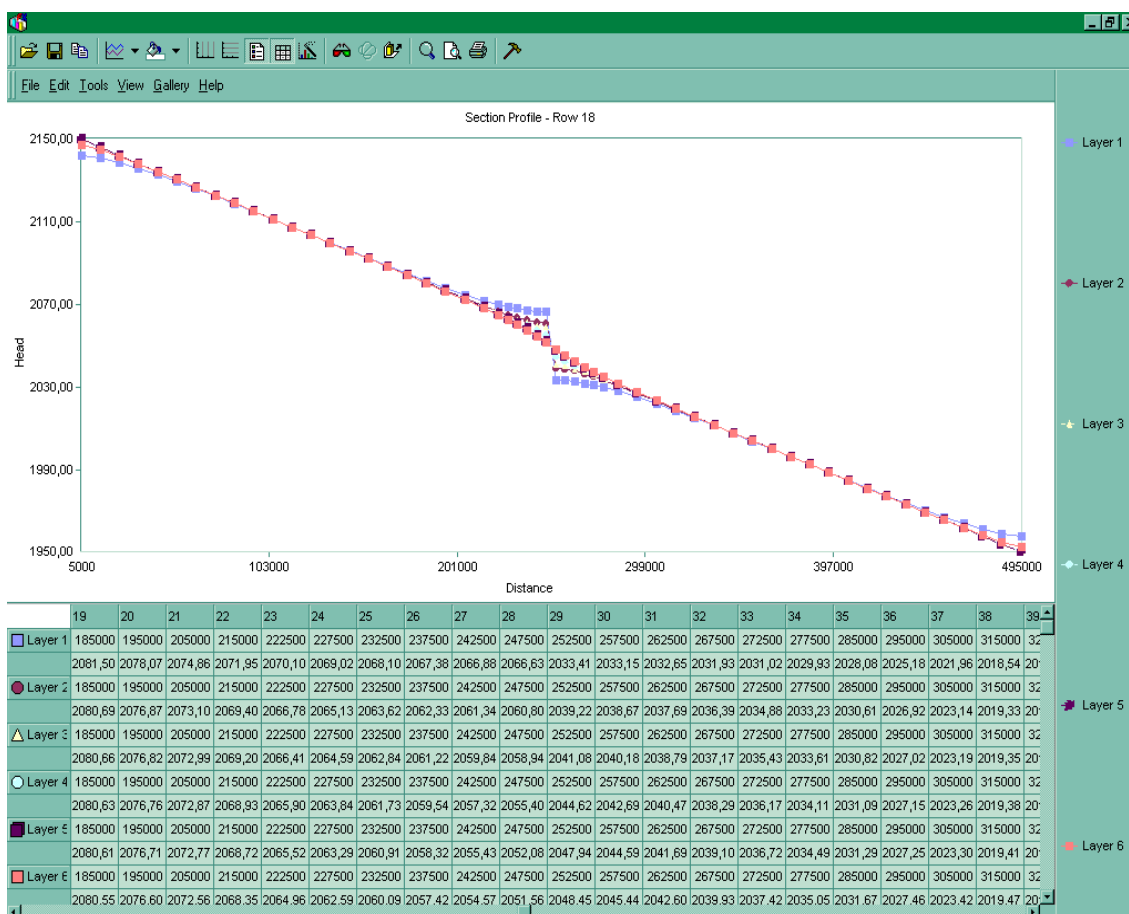 File Edit Tools View Gallery Help
Section Profile - Row 18
2150,00
2110,00
2070,00
2030,00
1990,00
1950,00
Head
5000 103000 201000 299000 397000 495000
Distance
Layer 1
Layer 2
Layer 3
Layer 4
Layer 5
Layer 6
19 20 21 22 23 24 25 26 27 28 29 30 31 32 33 34 35 36 37 38 39
Layer 1 185000 195000 205000 215000 222500 227500 232500 237500 242500 247500 252500 257500 262500 267500 272500 277500 285000 295000 305000 315000 32
2081,50 2078,07 2074,86 2071,95 2070,10 2069,02 2068,10 2067,38 2066,88 2066,63 2033,41 2033,15 2032,65 2031,93 2031,02 2029,93 2028,08 2025,18 2021,96 2018,54 20
Layer 2 185000 195000 205000 215000 222500 227500 232500 237500 242500 247500 252500 257500 262500 267500 272500 277500 285000 295000 305000 315000 32
2080,69 2076,87 2073,10 2069,40 2066,78 2065,13 2063,62 2062,33 2061,34 2060,80 2039,22 2038,67 2037,69 2036,39 2034,88 2033,23 2030,61 2026,92 2023,14 2019,33 20
Layer 3 185000 195000 205000 215000 222500 227500 232500 237500 242500 247500 252500 257500 262500 267500 272500 277500 285000 295000 305000 315000 32
2080,66 2076,82 2072,99 2069,20 2066,41 2064,59 2062,84 2061,22 2059,84 2058,94 2041,08 2040,18 2038,79 2037,17 2035,43 2033,61 2030,82 2027,02 2023,19 2019,35 20
Layer 4 185000 195000 205000 215000 222500 227500 232500 237500 242500 247500 252500 257500 262500 267500 272500 277500 285000 295000 305000 315000 32
2080,63 2076,76 2072,87 2068,93 2065,90 2063,84 2061,73 2059,54 2057,32 2055,40 2044,62 2042,69 2040,47 2038,29 2036,17 2034,11 2031,09 2027,15 2023,26 2019,38 20
Layer 5 185000 195000 205000 215000 222500 227500 232500 237500 242500 247500 252500 257500 262500 267500 272500 277500 285000 295000 305000 315000 32
2080,61 2076,71 2072,77 2068,72 2065,52 2063,29 2060,91 2058,32 2055,43 2052,08 2047,94 2044,59 2041,69 2039,10 2036,72 2034,49 2031,29 2027,25 2023,30 2019,41 20
Layer 6 185000 195000 205000 215000 222500 227500 232500 237500 242500 247500 252500 257500 262500 267500 272500 277500 285000 295000 305000 315000 32
2080,55 2076,60 2072,56 2068,35 2064,96 2062,59 2060,09 2057,42 2054,57 2051,56 2048,45 2045,44 2042,60 2039,93 2037,42 2035,05 2031,67 2027,46 2023,42 2019,47 20